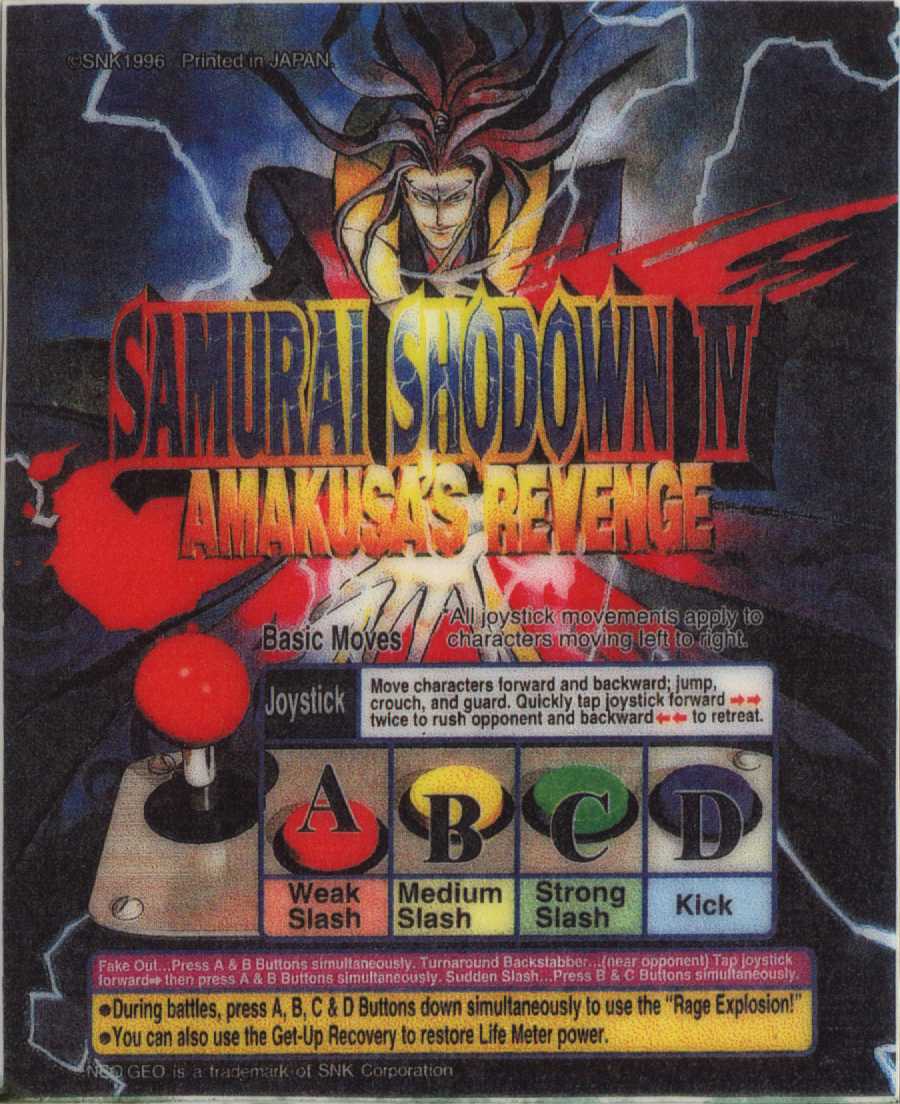 ©SNK1996 Printed in JAPAN.
SAMURAI SHODOWN IV
AMAKUSA'S REVENGE
Basic Moves
*All joystick movements apply to
characters moving left to right.
Joystick
Move characters forward and backward; jump,
crouch, and guard. Quickly tap joystick forward →→
twice to rush opponent and backward ←← to retreat.
A B C D
Weak
Slash
Medium
Slash
Strong
Slash
Kick
Fake Out...Press A & B Buttons simultaneously. Turnaround Backstabber...(near opponent) Tap joystick
forward➡ then press A & B Buttons simultaneously. Sudden Slash...Press B & C Buttons simultaneously.
●During battles, press A, B, C & D Buttons down simultaneously to use the “Rage Explosion!”
●You can also use the Get-Up Recovery to restore Life Meter power.
NEO GEO is a trademark of SNK Corporation